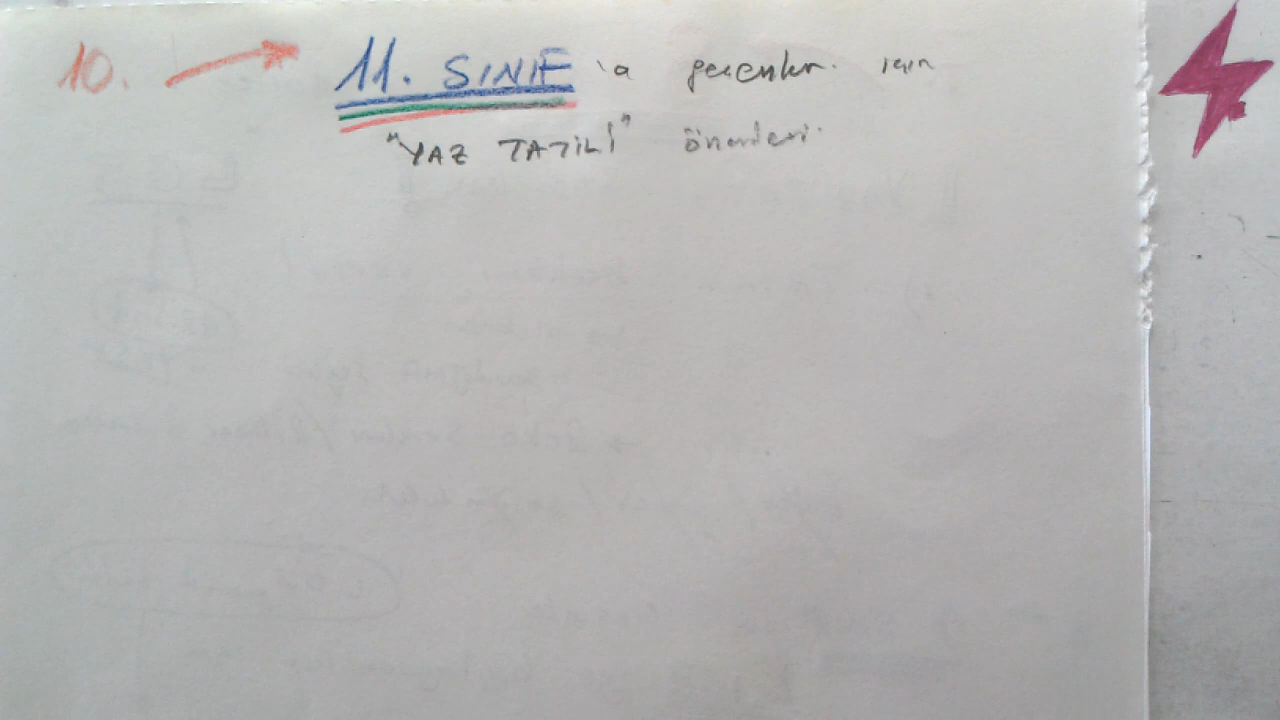 10. → 11. SINIF 'a geçenler için
"YAZ TATİLİ" önerileri